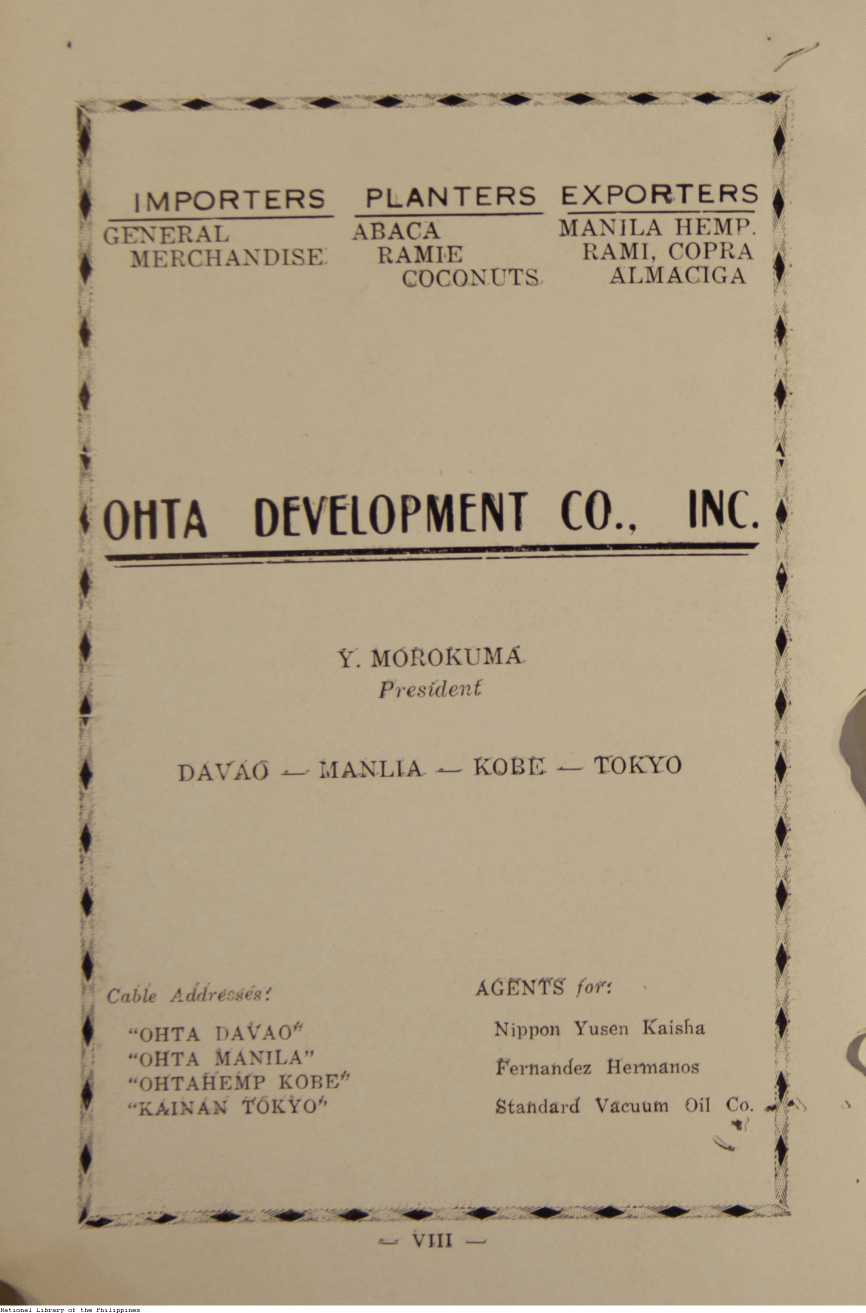 IMPORTERS
GENERAL
MERCHANDISE
PLANTERS
ABACA
RAMIE
COCONUTS
EXPORTERS
MANILA HEMP.
RAMI, COPRA
ALMACIGA
OHTA DEVELOPMENT CO., INC.
Y. MOROKUMA
President
DAVAO — MANLIA — KOBE — TOKYO
Cable Addresses:
"OHTA DAVAO"
"OHTA MANILA"
"OHTAHEMP KOBE"
"KAINAN TOKYO"
AGENTS for:
Nippon Yusen Kaisha
Fernandez Hermanos
Standard Vacuum Oil Co.
— VIII —
National Library of the Philippines